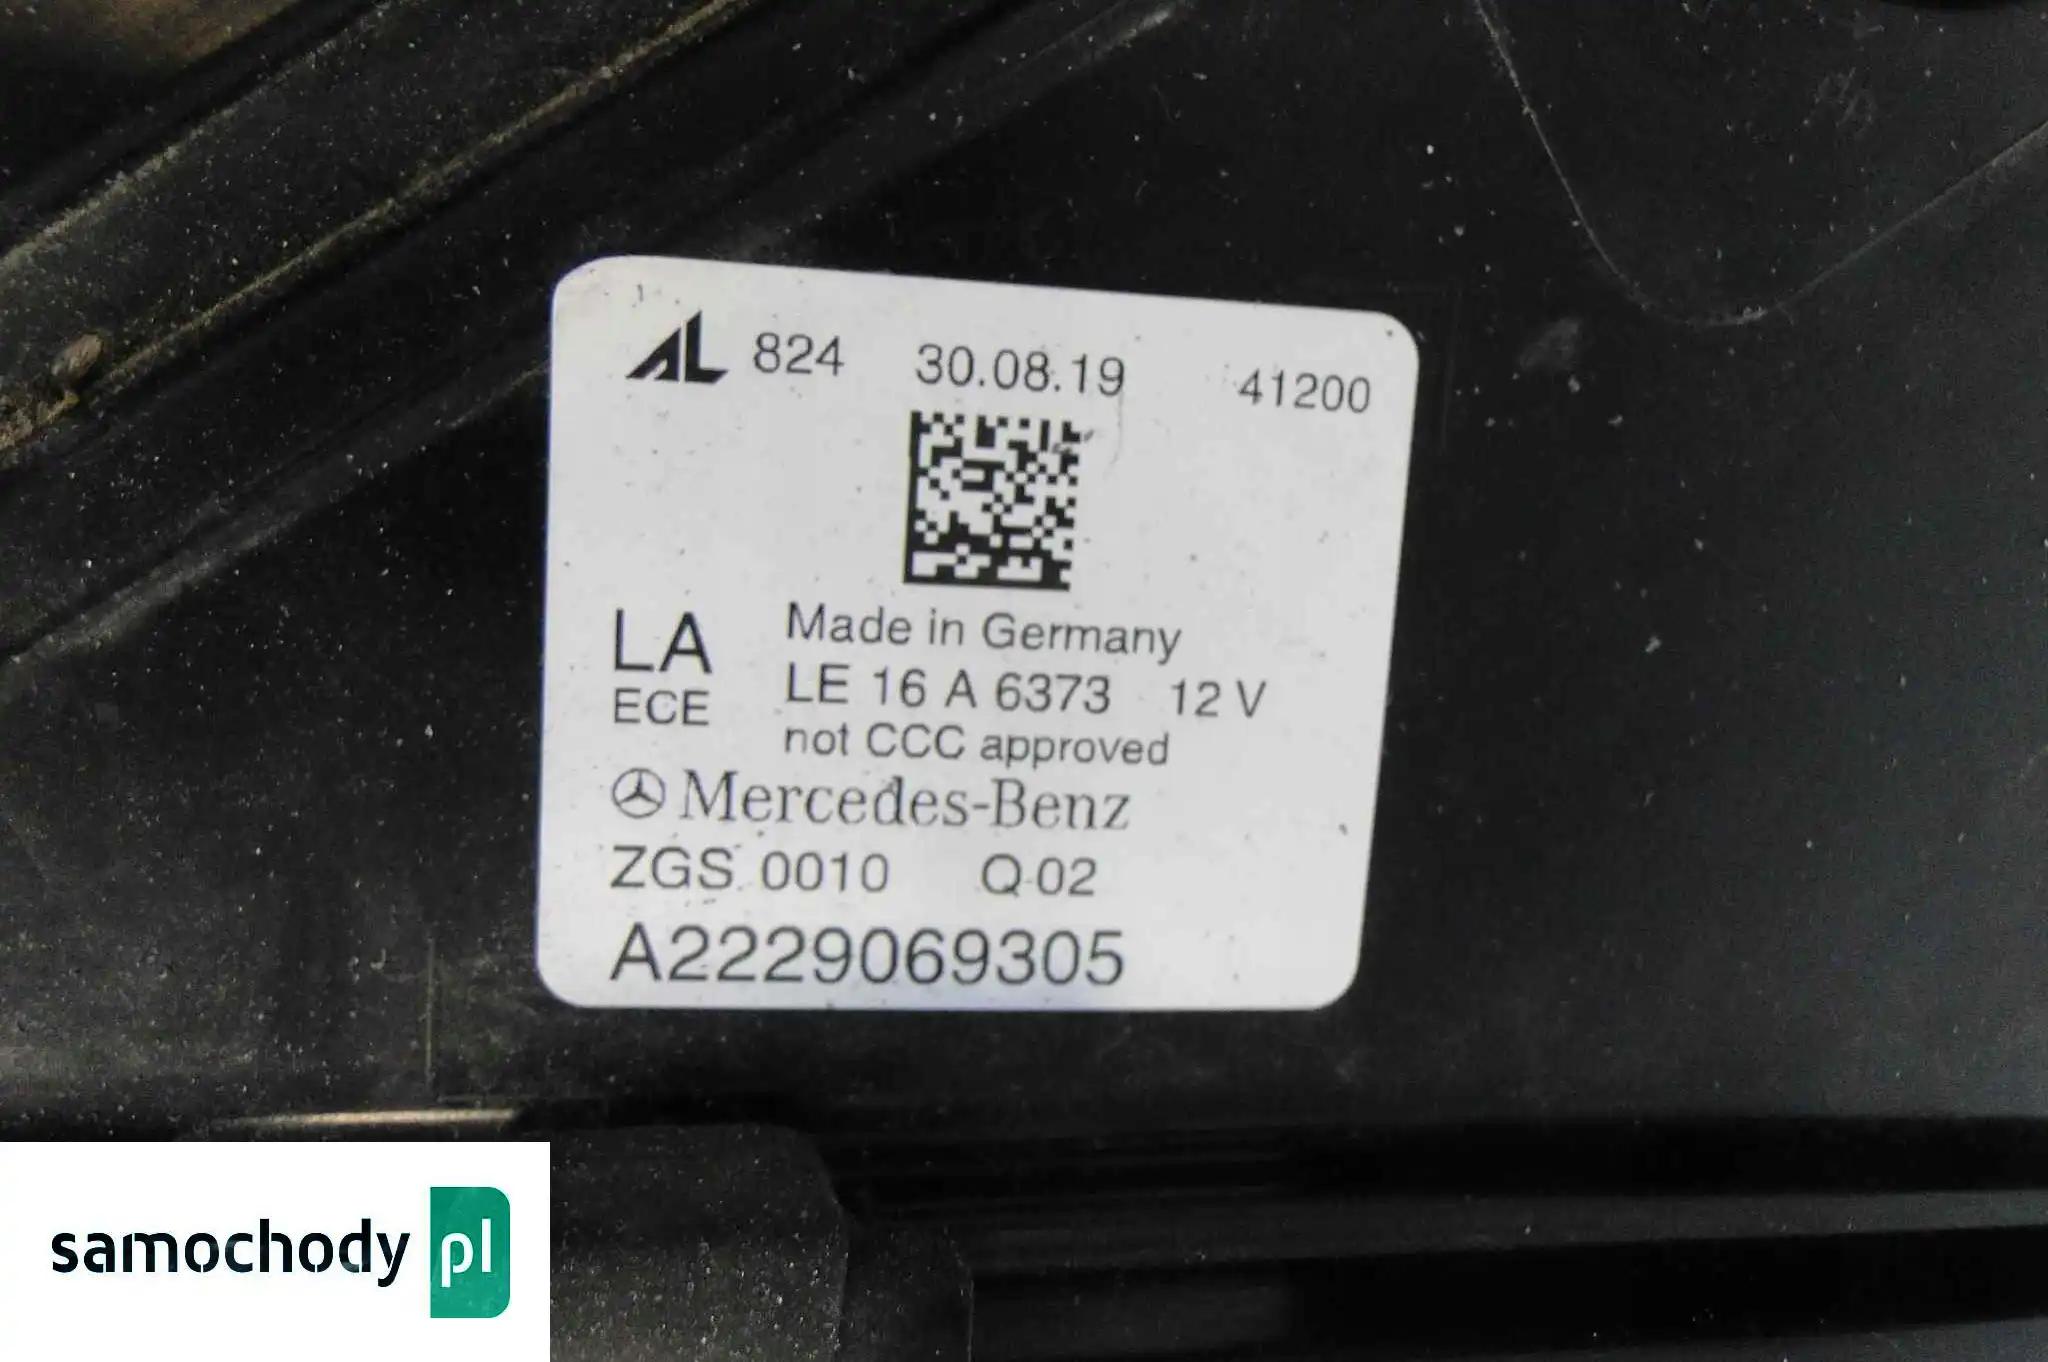 AL 824 30.08.19 41200
Made in Germany
LA LE 16 A 6373 12 V
ECE not CCC approved
Mercedes-Benz
ZGS 0010 Q 02
A2229069305
samochody pl